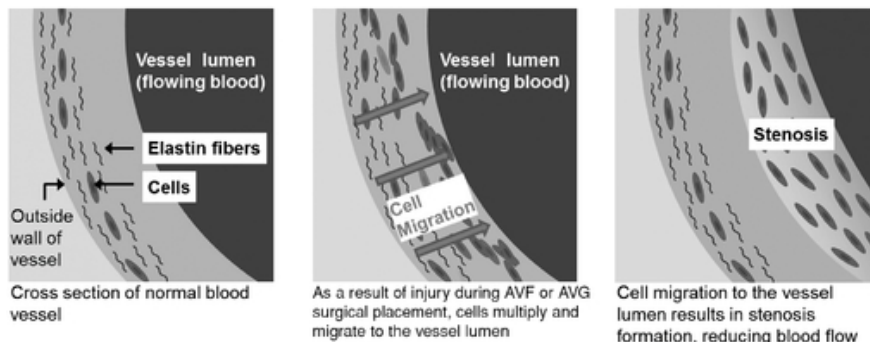 Vessel lumen
(flowing blood)
Elastin fibers
Cells
Outside
wall of
vessel
Cross section of normal blood
vessel
Vessel lumen
(flowing blood)
Cell
Migration
As a result of injury during AVF or AVG
surgical placement, cells multiply and
migrate to the vessel lumen
Stenosis
Cell migration to the vessel
lumen results in stenosis
formation, reducing blood flow